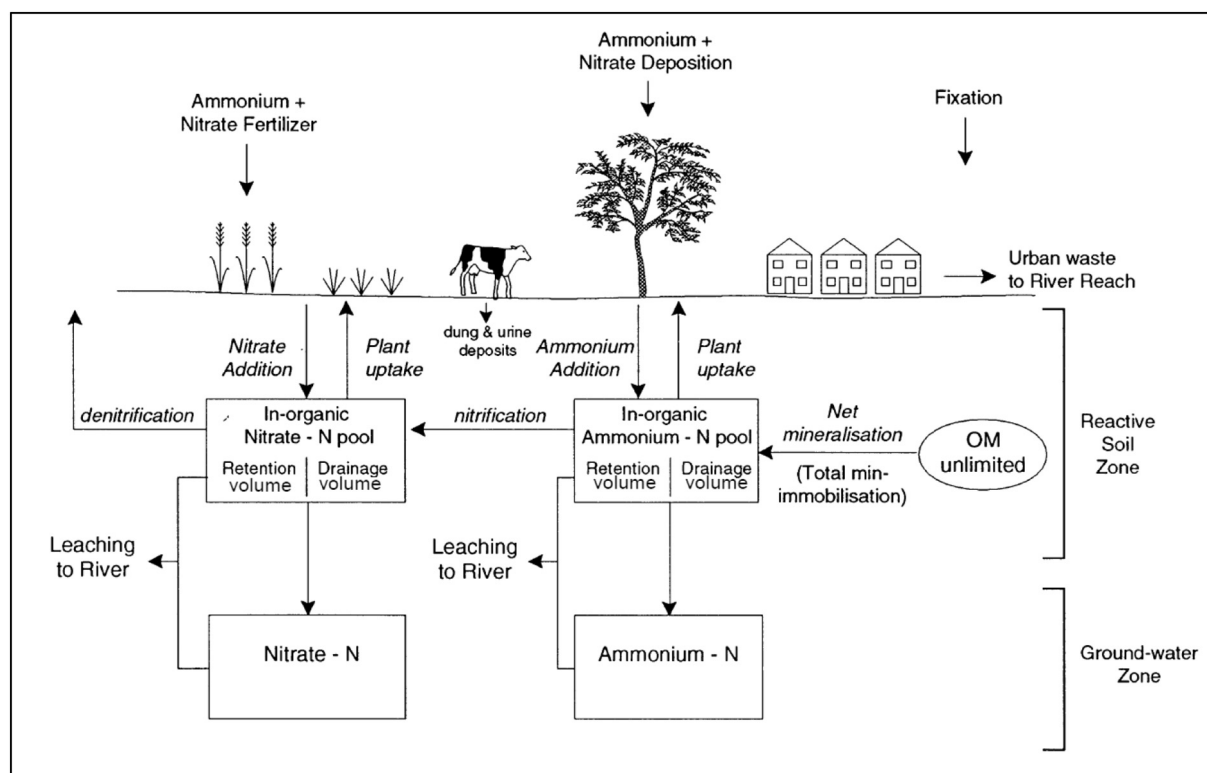 Ammonium +
Nitrate Deposition
Ammonium +
Nitrate Fertilizer
Fixation
Urban waste
to River Reach
dung & urine
deposits
Nitrate
Addition
Plant
uptake
Ammonium
Addition
Plant
uptake
denitrification
In-organic
Nitrate - N pool
Retention
volume
Drainage
volume
nitrification
In-organic
Ammonium - N pool
Retention
volume
Drainage
volume
Net
mineralisation
(Total min-
immobilisation)
OM
unlimited
Reactive
Soil
Zone
Leaching
to River
Leaching
to River
Nitrate - N
Ammonium - N
Ground-water
Zone